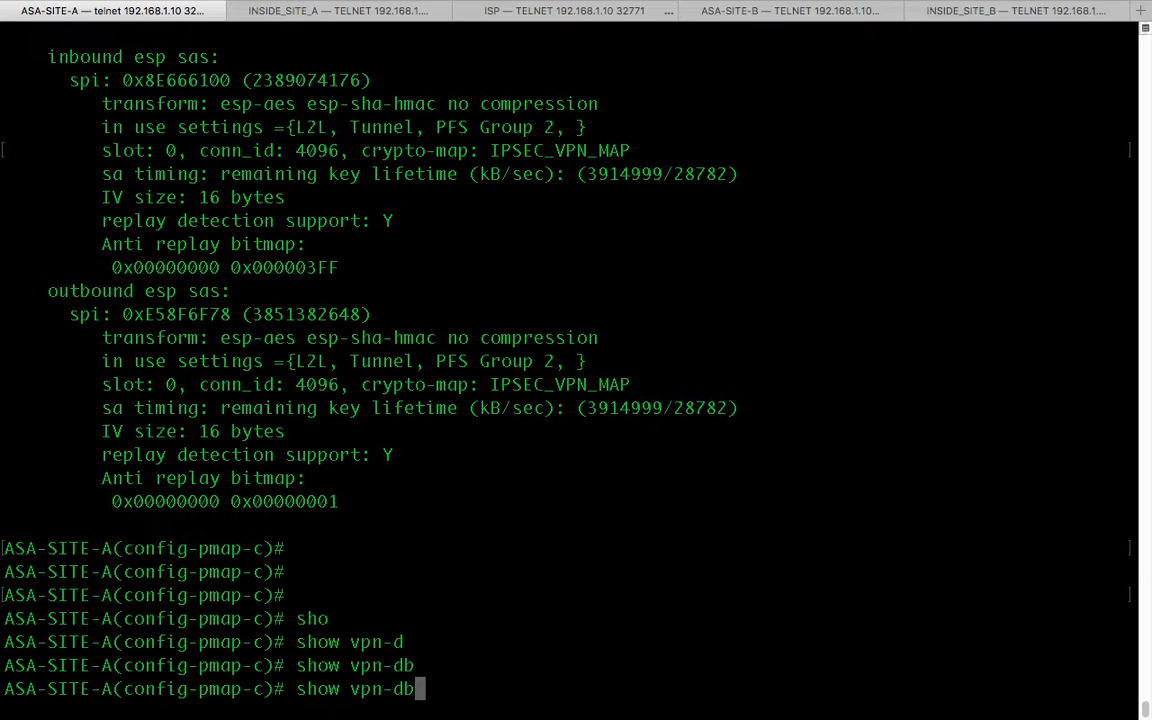 ASA-SITE-A — telnet 192.168.1.10 32...
INSIDE_SITE_A — TELNET 192.168.1....
ISP — TELNET 192.168.1.10 32771
...
ASA-SITE-B — TELNET 192.168.1.10...
INSIDE_SITE_B — TELNET 192.168.1....
inbound esp sas:
spi: 0x8E666100 (2389074176)
transform: esp-aes esp-sha-hmac no compression
in use settings ={L2L, Tunnel, PFS Group 2, }
[ slot: 0, conn_id: 4096, crypto-map: IPSEC_VPN_MAP ]
sa timing: remaining key lifetime (kB/sec): (3914999/28782)
IV size: 16 bytes
replay detection support: Y
Anti replay bitmap:
0x00000000 0x000003FF
outbound esp sas:
spi: 0xE58F6F78 (3851382648)
transform: esp-aes esp-sha-hmac no compression
in use settings ={L2L, Tunnel, PFS Group 2, }
slot: 0, conn_id: 4096, crypto-map: IPSEC_VPN_MAP
sa timing: remaining key lifetime (kB/sec): (3914999/28782)
IV size: 16 bytes
replay detection support: Y
Anti replay bitmap:
0x00000000 0x00000001
[ASA-SITE-A(config-pmap-c)# ]
ASA-SITE-A(config-pmap-c)#
[ASA-SITE-A(config-pmap-c)# ]
ASA-SITE-A(config-pmap-c)# sho
ASA-SITE-A(config-pmap-c)# show vpn-d
ASA-SITE-A(config-pmap-c)# show vpn-db
ASA-SITE-A(config-pmap-c)# show vpn-db